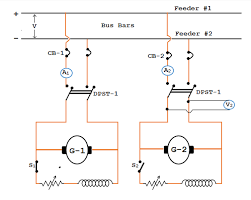 +
Feeder #1
V
Bus Bars
-
Feeder #2
CB-1
CB-2
A₁
A₂
DPST-1
DPST-1
V₂
G-1
G-2
S₁
S₂